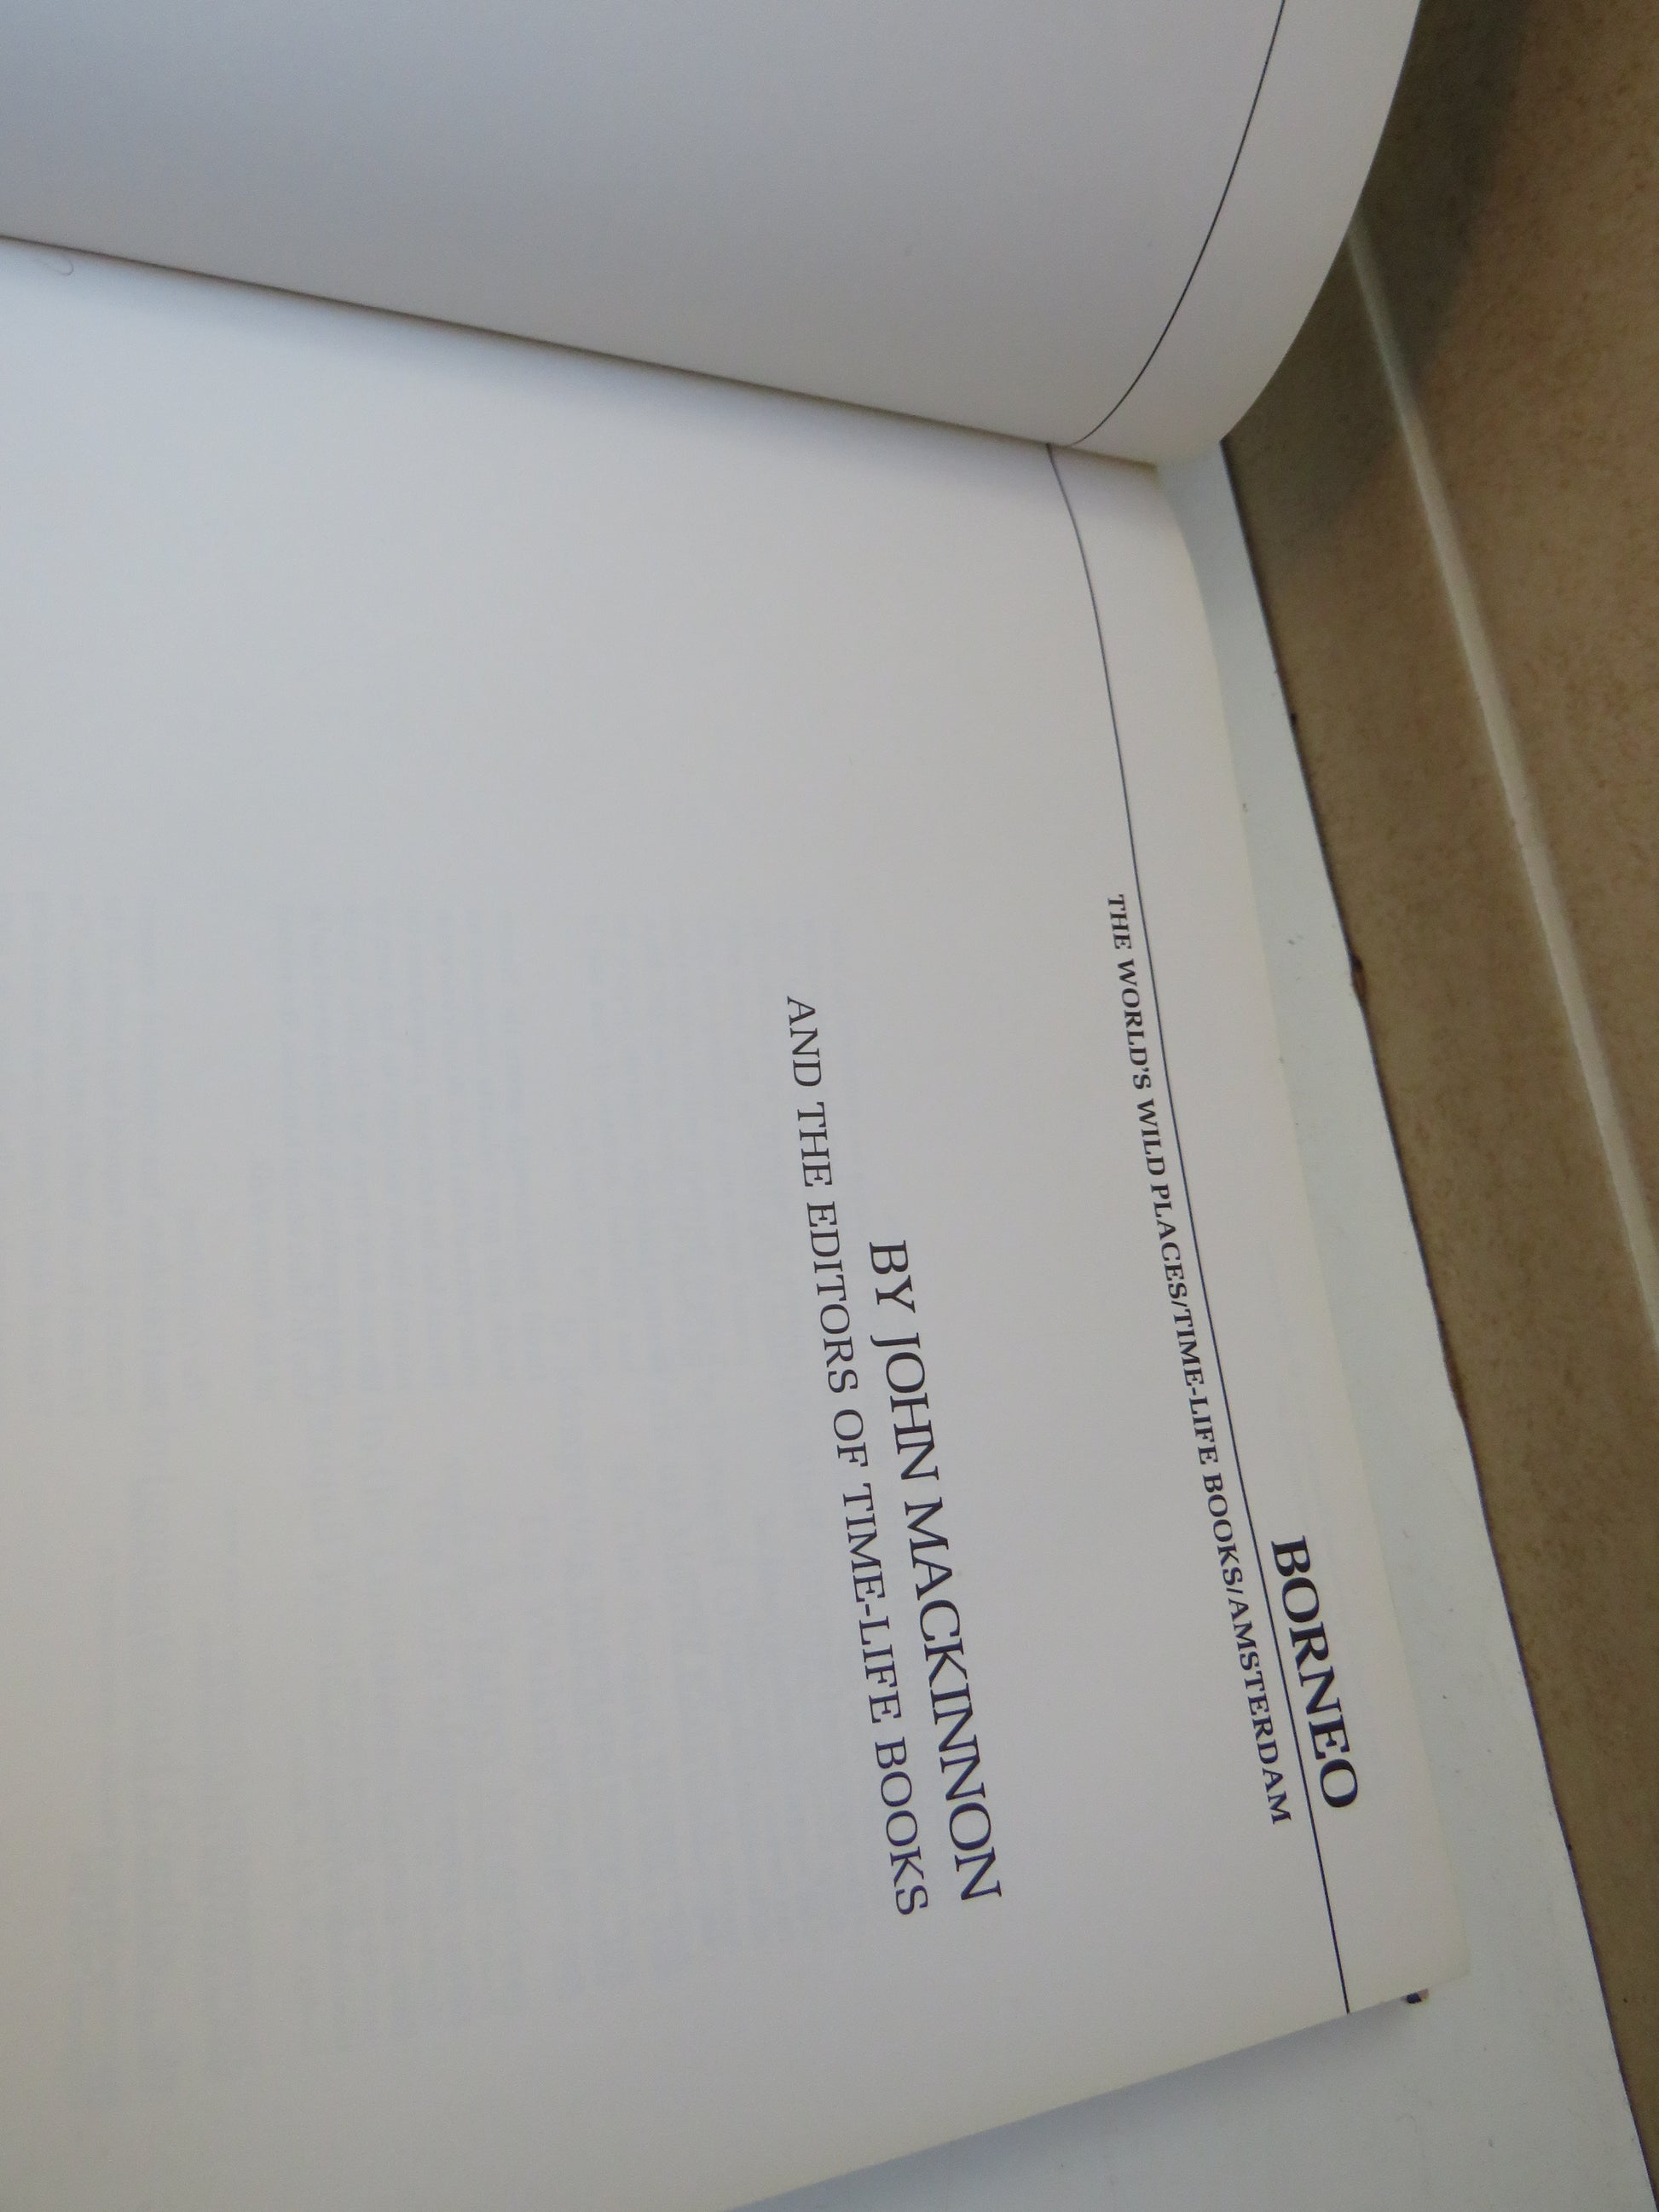 BORNEO
THE WORLD'S WILD PLACES/TIME-LIFE BOOKS/AMSTERDAM
BY JOHN MACKINNON
AND THE EDITORS OF TIME-LIFE BOOKS